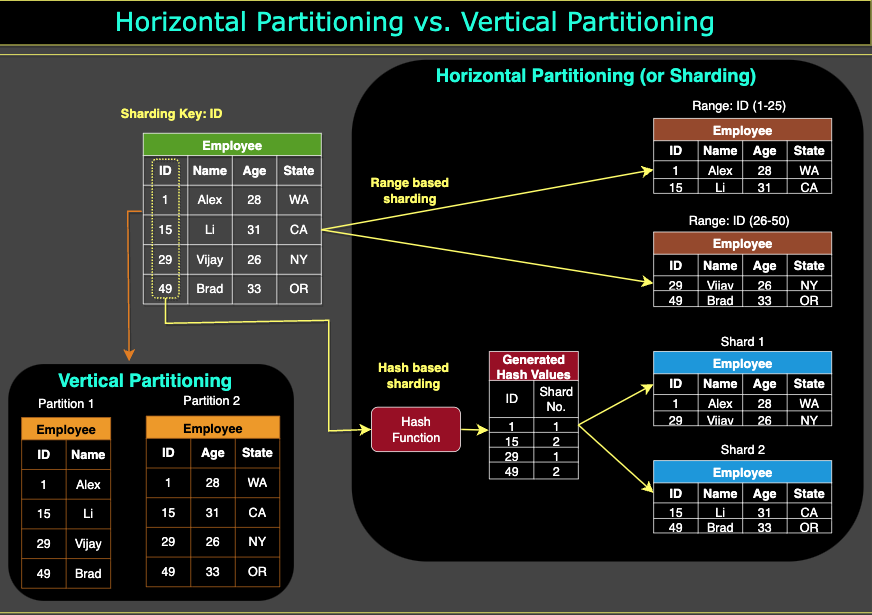 Horizontal Partitioning vs. Vertical Partitioning
Sharding Key: ID
Employee
ID Name Age State
1 Alex 28 WA
15 Li 31 CA
29 Vijay 26 NY
49 Brad 33 OR
Horizontal Partitioning (or Sharding)
Range based
sharding
Range: ID (1-25)
Employee
ID Name Age State
1 Alex 28 WA
15 Li 31 CA
Range: ID (26-50)
Employee
ID Name Age State
29 Vijay 26 NY
49 Brad 33 OR
Hash based
sharding
Hash
Function
Generated
Hash Values
ID Shard
No.
1 1
15 2
29 1
49 2
Shard 1
Employee
ID Name Age State
1 Alex 28 WA
29 Vijay 26 NY
Shard 2
Employee
ID Name Age State
15 Li 31 CA
49 Brad 33 OR
Vertical Partitioning
Partition 1
Employee
ID Name
1 Alex
15 Li
29 Vijay
49 Brad
Partition 2
Employee
ID Age State
1 28 WA
15 31 CA
29 26 NY
49 33 OR